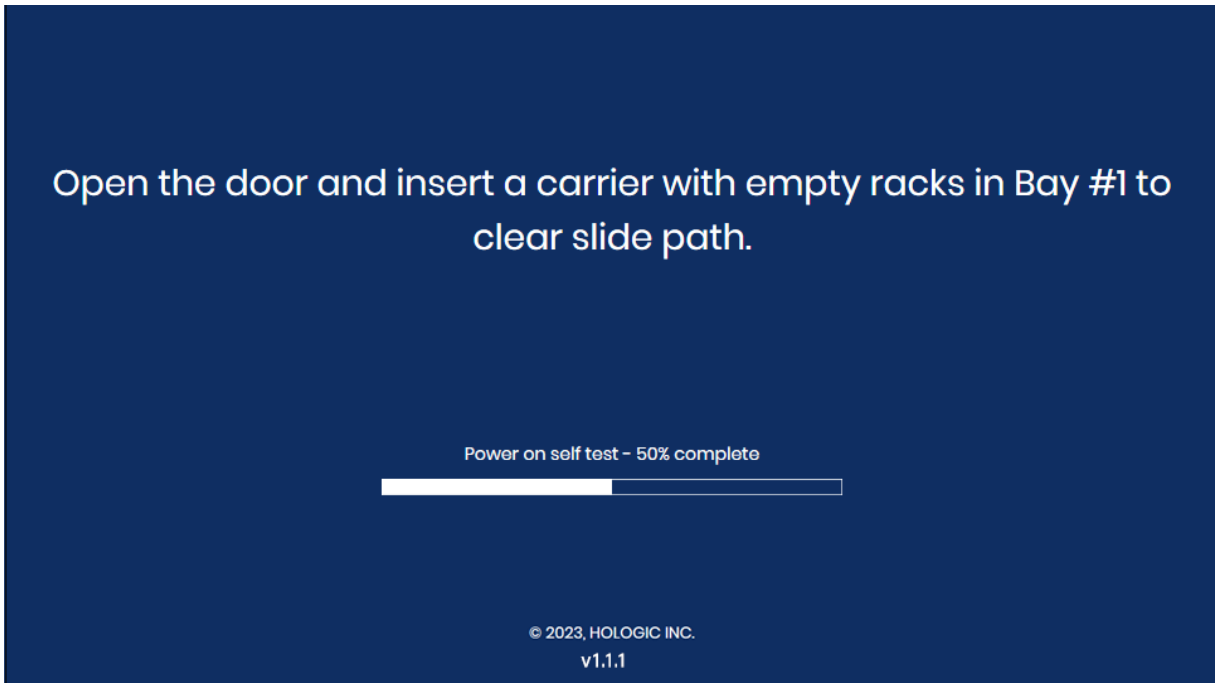 Open the door and insert a carrier with empty racks in Bay #1 to
clear slide path.
Power on self test - 50% complete
© 2023, HOLOGIC INC.
v1.1.1